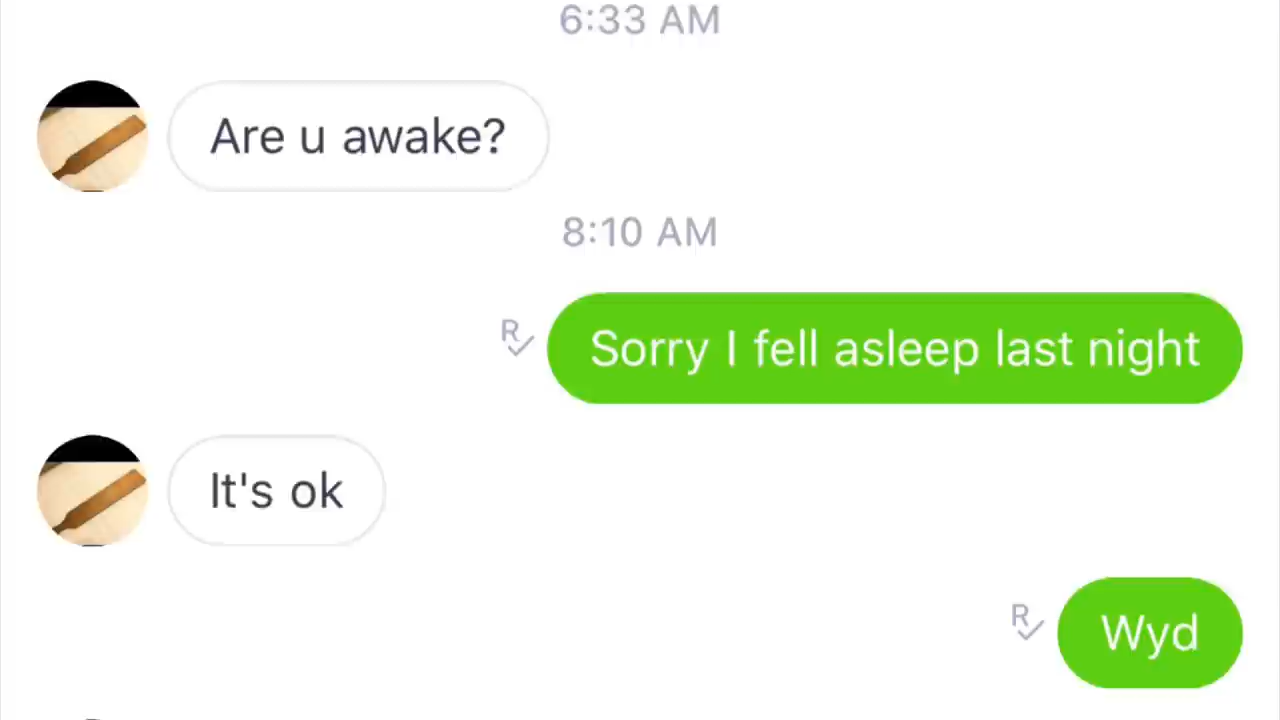 6:33 AM
Are u awake?
8:10 AM
R
Sorry I fell asleep last night
It's ok
R
Wyd